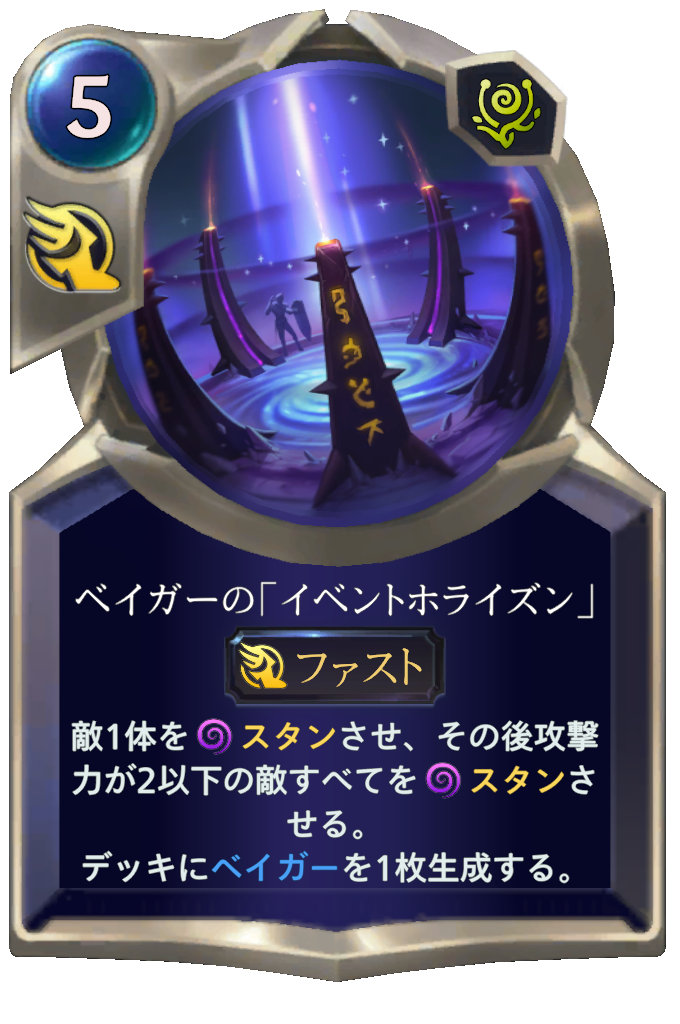 5
ベイガーの「イベントホライズン」
ファスト
敵1体をスタンさせ、その後攻撃
力が2以下の敵すべてをスタンさ
せる。
デッキにベイガーを1枚生成する。